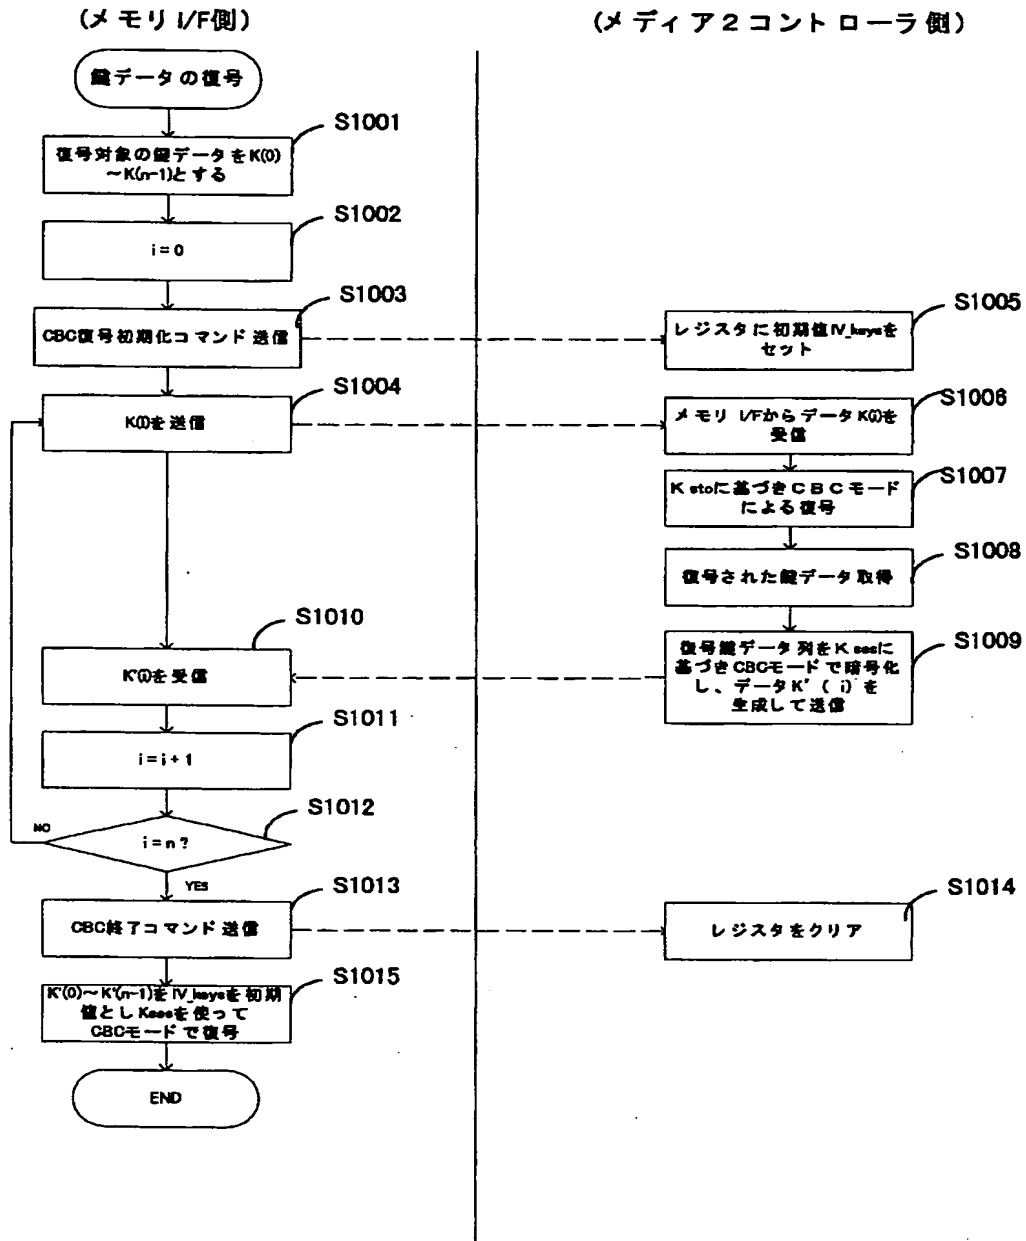 (メモリ I/F側)
(メディア2コントローラ側)
鍵データの復号
S1001
復号対象の鍵データをK(0)
～K(n-1)とする
S1002
i=0
S1003
CBC復号初期化コマンド送信
S1005
レジスタに初期値IV_keysを
セット
S1004
K(i)を送信
S1006
メモリ I/FからデータK(i)を
受信
S1007
K stoに基づきCBCモード
による復号
S1008
復号された鍵データ取得
S1010
K'(i)を受信
S1009
復号鍵データ列をK sesに
基づきCBCモードで暗号化
し、データK'(i)を
生成して送信
S1011
i=i+1
S1012
i=n?
NO
YES
S1013
CBC終了コマンド送信
S1014
レジスタをクリア
S1015
K'(0)～K'(n-1)をIV_keysを初期
値としKsesを使って
CBCモードで復号
END